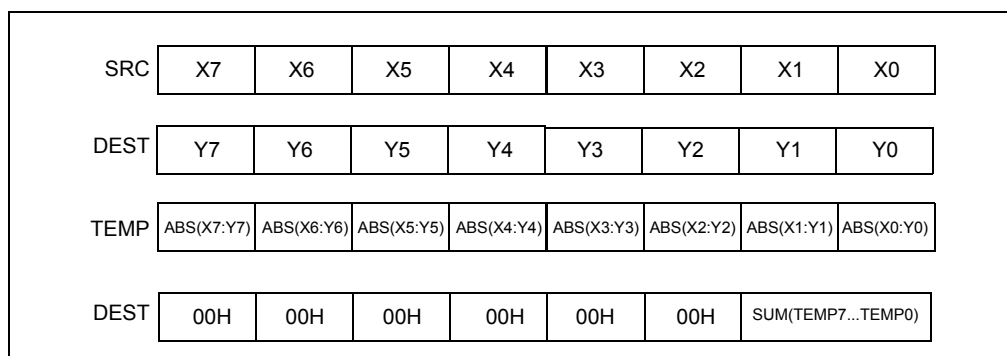 SRC X7 X6 X5 X4 X3 X2 X1 X0
DEST Y7 Y6 Y5 Y4 Y3 Y2 Y1 Y0
TEMP ABS(X7:Y7) ABS(X6:Y6) ABS(X5:Y5) ABS(X4:Y4) ABS(X3:Y3) ABS(X2:Y2) ABS(X1:Y1) ABS(X0:Y0)
DEST 00H 00H 00H 00H 00H 00H SUM(TEMP7...TEMP0)